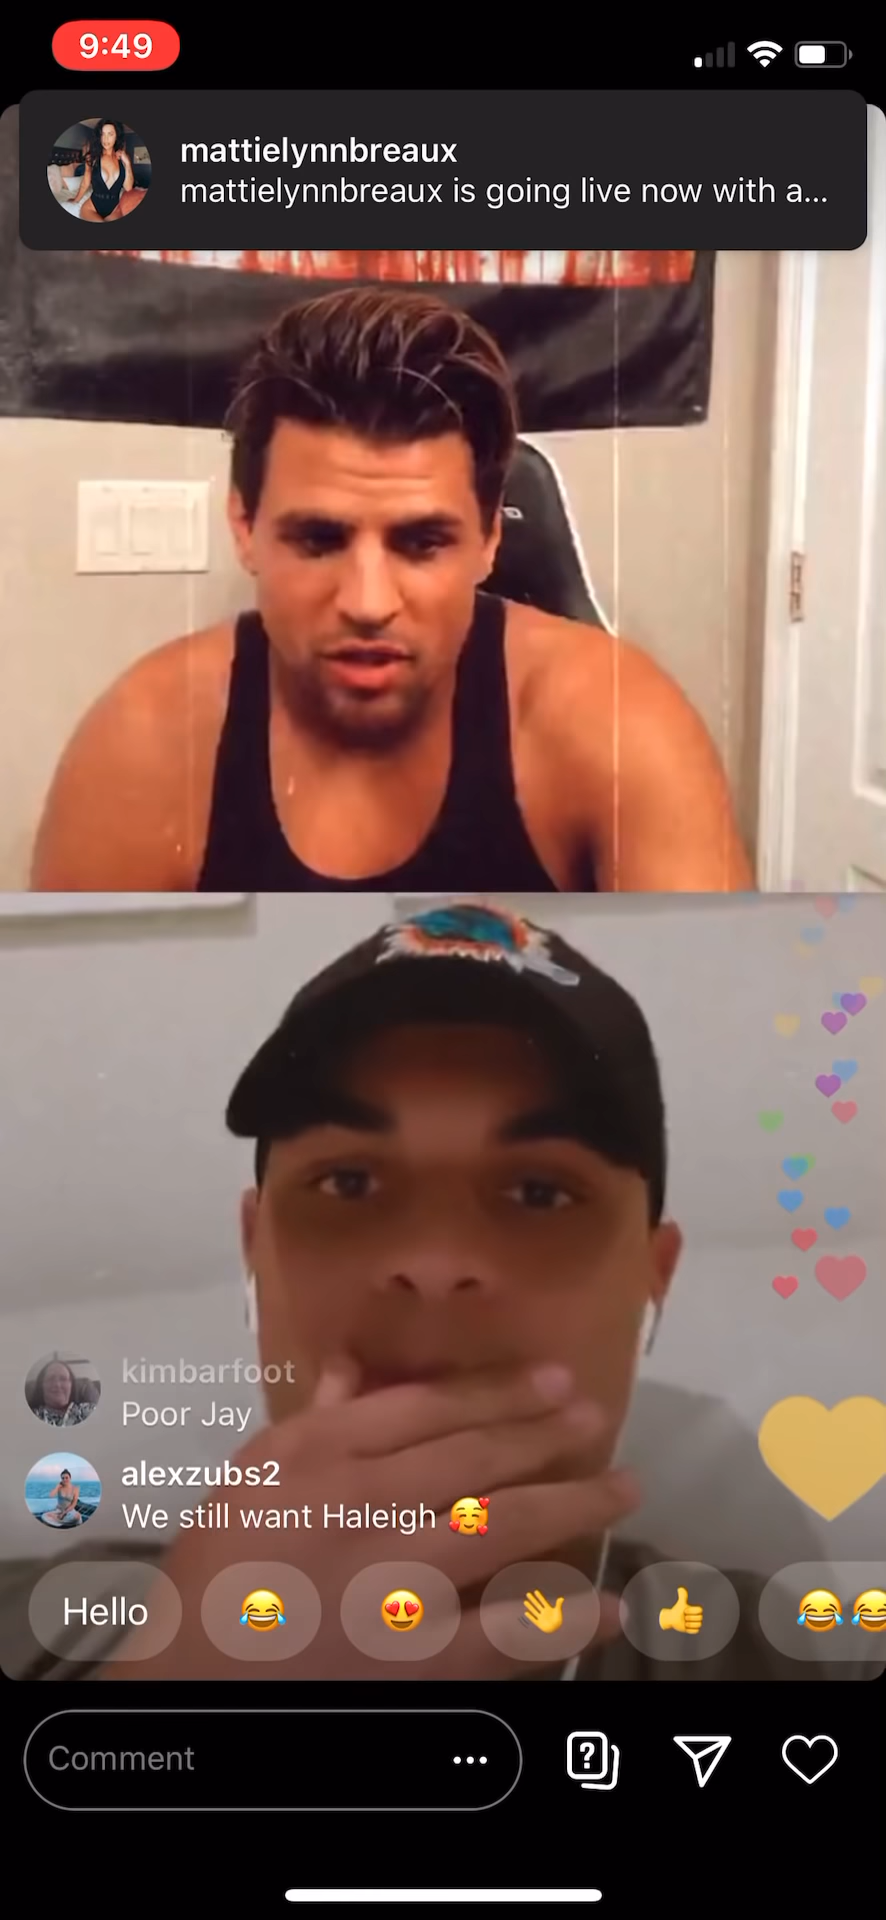 9:49
mattielynnbreaux
mattielynnbreaux is going live now with a...
kimbarfoot
Poor Jay
alexzubs2
We still want Haleigh 🥰
Hello 😂 😍 👋 👍 😂😂
Comment